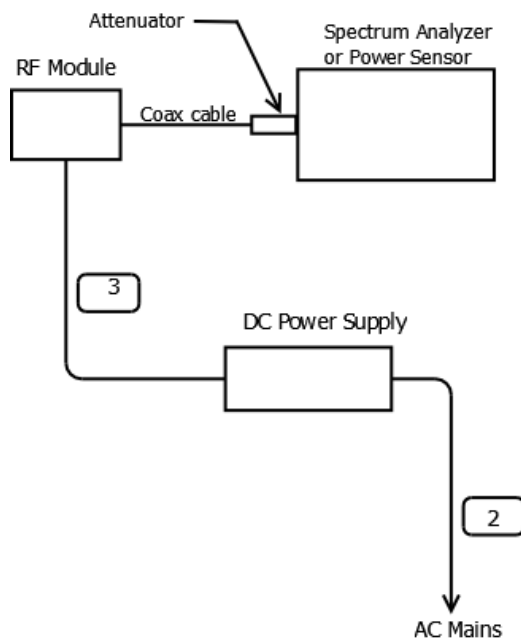 Attenuator
Spectrum Analyzer
or Power Sensor
RF Module
Coax cable
3
DC Power Supply
2
AC Mains